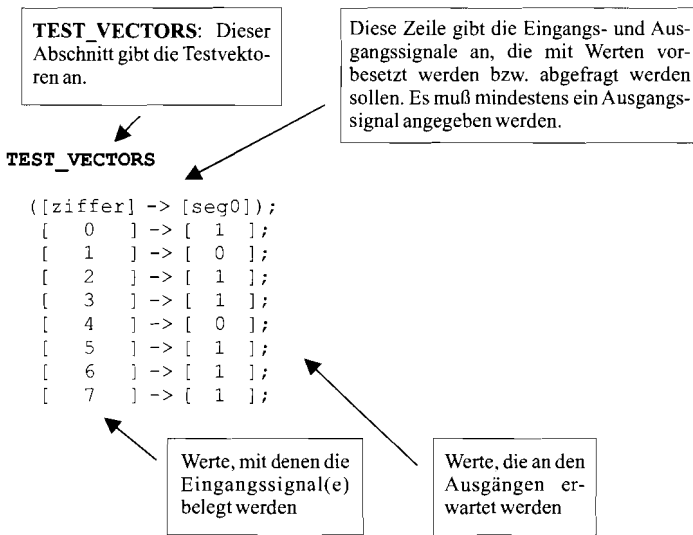 TEST_VECTORS: Dieser
Abschnitt gibt die Testvekto-
ren an.
Diese Zeile gibt die Eingangs- und Aus-
gangssignale an, die mit Werten vor-
besetzt werden bzw. abgefragt werden
sollen. Es muß mindestens ein Ausgangs-
signal angegeben werden.
TEST_VECTORS
([ziffer] -> [seg0]);
[ 0 ] -> [ 1 ];
[ 1 ] -> [ 0 ];
[ 2 ] -> [ 1 ];
[ 3 ] -> [ 1 ];
[ 4 ] -> [ 0 ];
[ 5 ] -> [ 1 ];
[ 6 ] -> [ 1 ];
[ 7 ] -> [ 1 ];
Werte, mit denen die
Eingangssignal(e)
belegt werden
Werte, die an den
Ausgängen er-
wartet werden